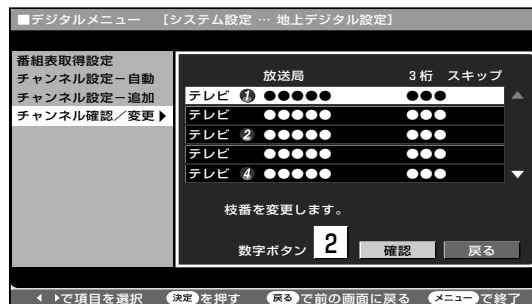 ■デジタルメニュー [システム設定 … 地上デジタル設定]
番組表取得設定
チャンネル設定－自動
チャンネル設定－追加
チャンネル確認／変更▶
放送局 3桁 スキップ
テレビ ❶ ●●●●● ●●●
テレビ ●●●●● ●●●
テレビ ❷ ●●●●● ●●●
テレビ ●●●●● ●●●
テレビ ❹ ●●●●● ●●●
枝番を変更します。
数字ボタン 2 確認 戻る
で項目を選択 決定を押す 戻るで前の画面に戻る メニューで終了